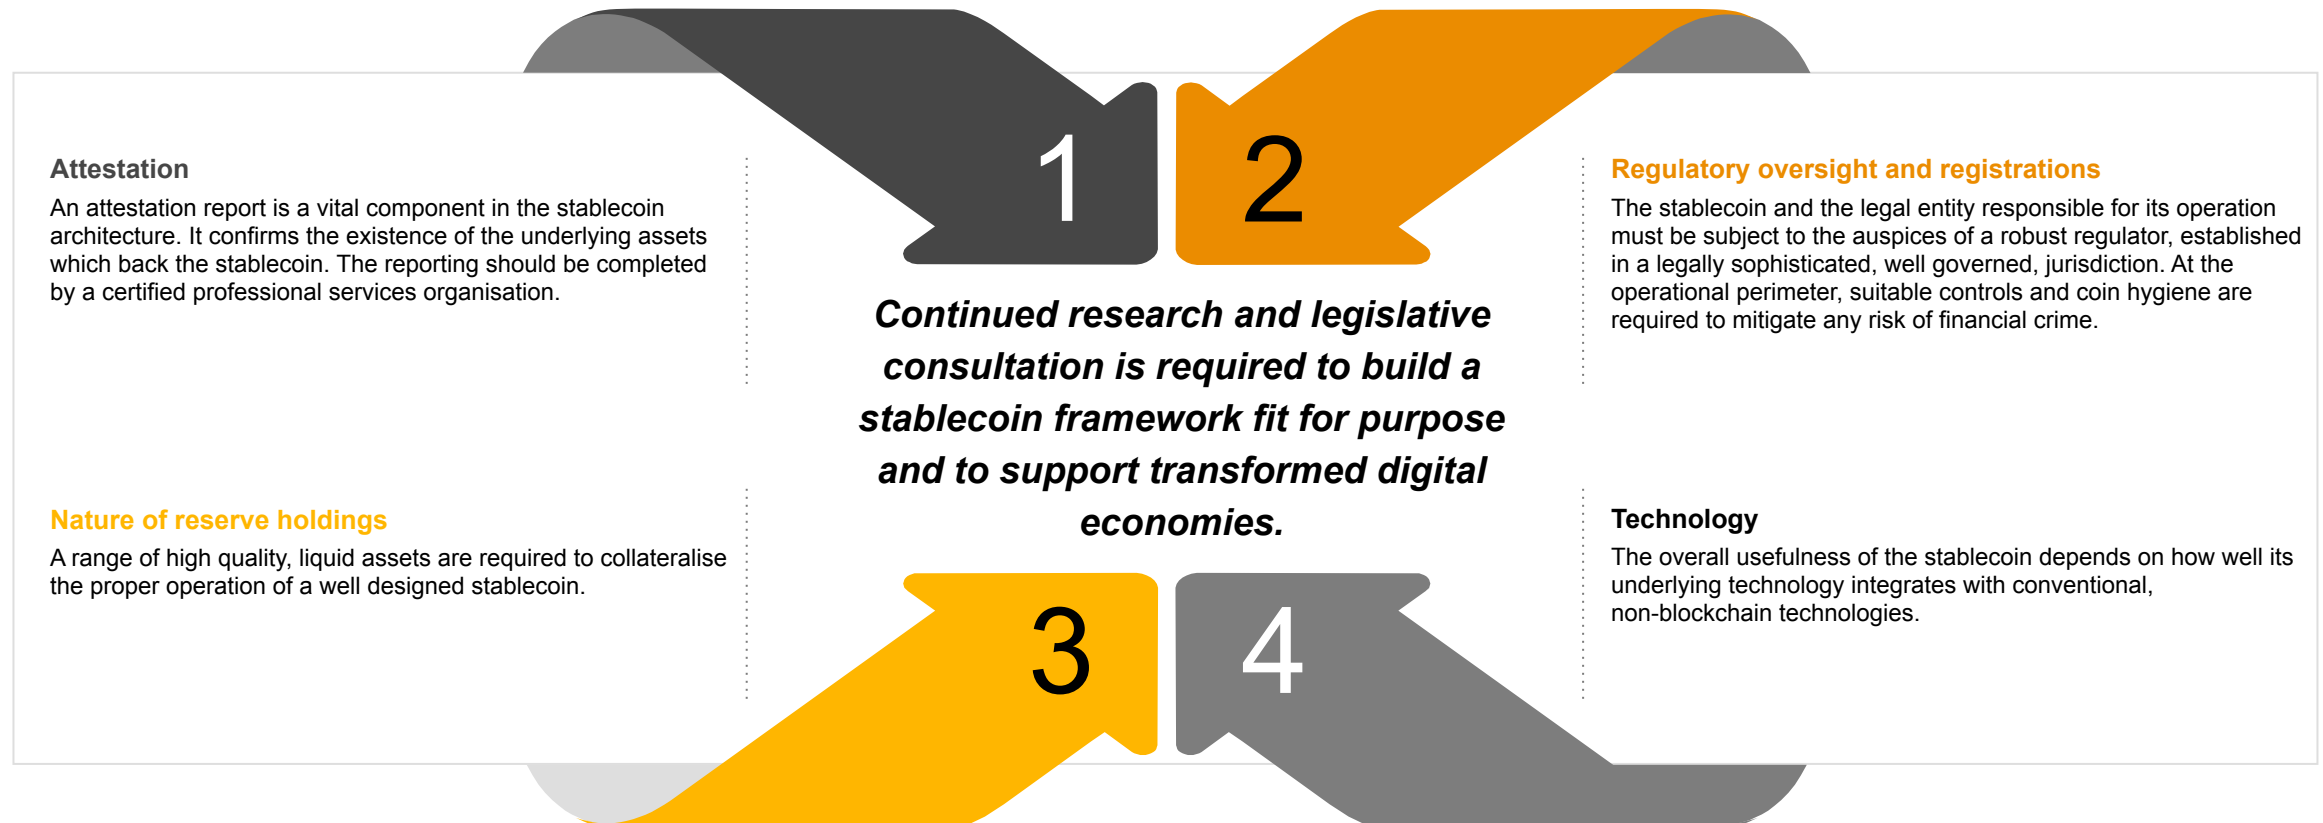 1
2
Attestation
An attestation report is a vital component in the stablecoin
architecture. It confirms the existence of the underlying assets
which back the stablecoin. The reporting should be completed
by a certified professional services organisation.
Regulatory oversight and registrations
The stablecoin and the legal entity responsible for its operation
must be subject to the auspices of a robust regulator, established
in a legally sophisticated, well governed, jurisdiction. At the
operational perimeter, suitable controls and coin hygiene are
required to mitigate any risk of financial crime.
Continued research and legislative
consultation is required to build a
stablecoin framework fit for purpose
and to support transformed digital
economies.
Nature of reserve holdings
A range of high quality, liquid assets are required to collateralise
the proper operation of a well designed stablecoin.
Technology
The overall usefulness of the stablecoin depends on how well its
underlying technology integrates with conventional,
non-blockchain technologies.
3
4